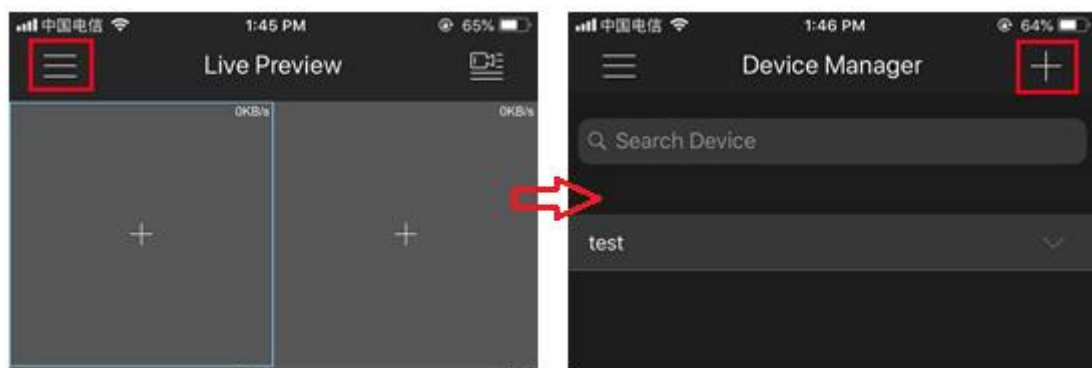 中国电信 1:45 PM 65%
Live Preview
0KB/s 0KB/s
中国电信 1:46 PM 64%
Device Manager
Search Device
test